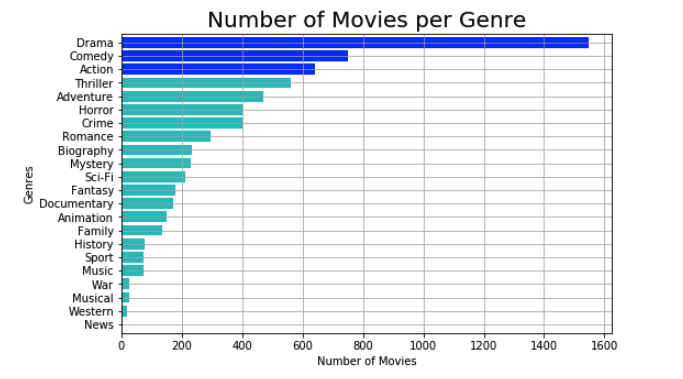 Number of Movies per Genre
Drama
Comedy
Action
Thriller
Adventure
Horror
Crime
Romance
Biography
Mystery
Sci-Fi
Fantasy
Documentary
Animation
Family
History
Sport
Music
War
Musical
Western
News
Genres
0 200 400 600 800 1000 1200 1400 1600
Number of Movies